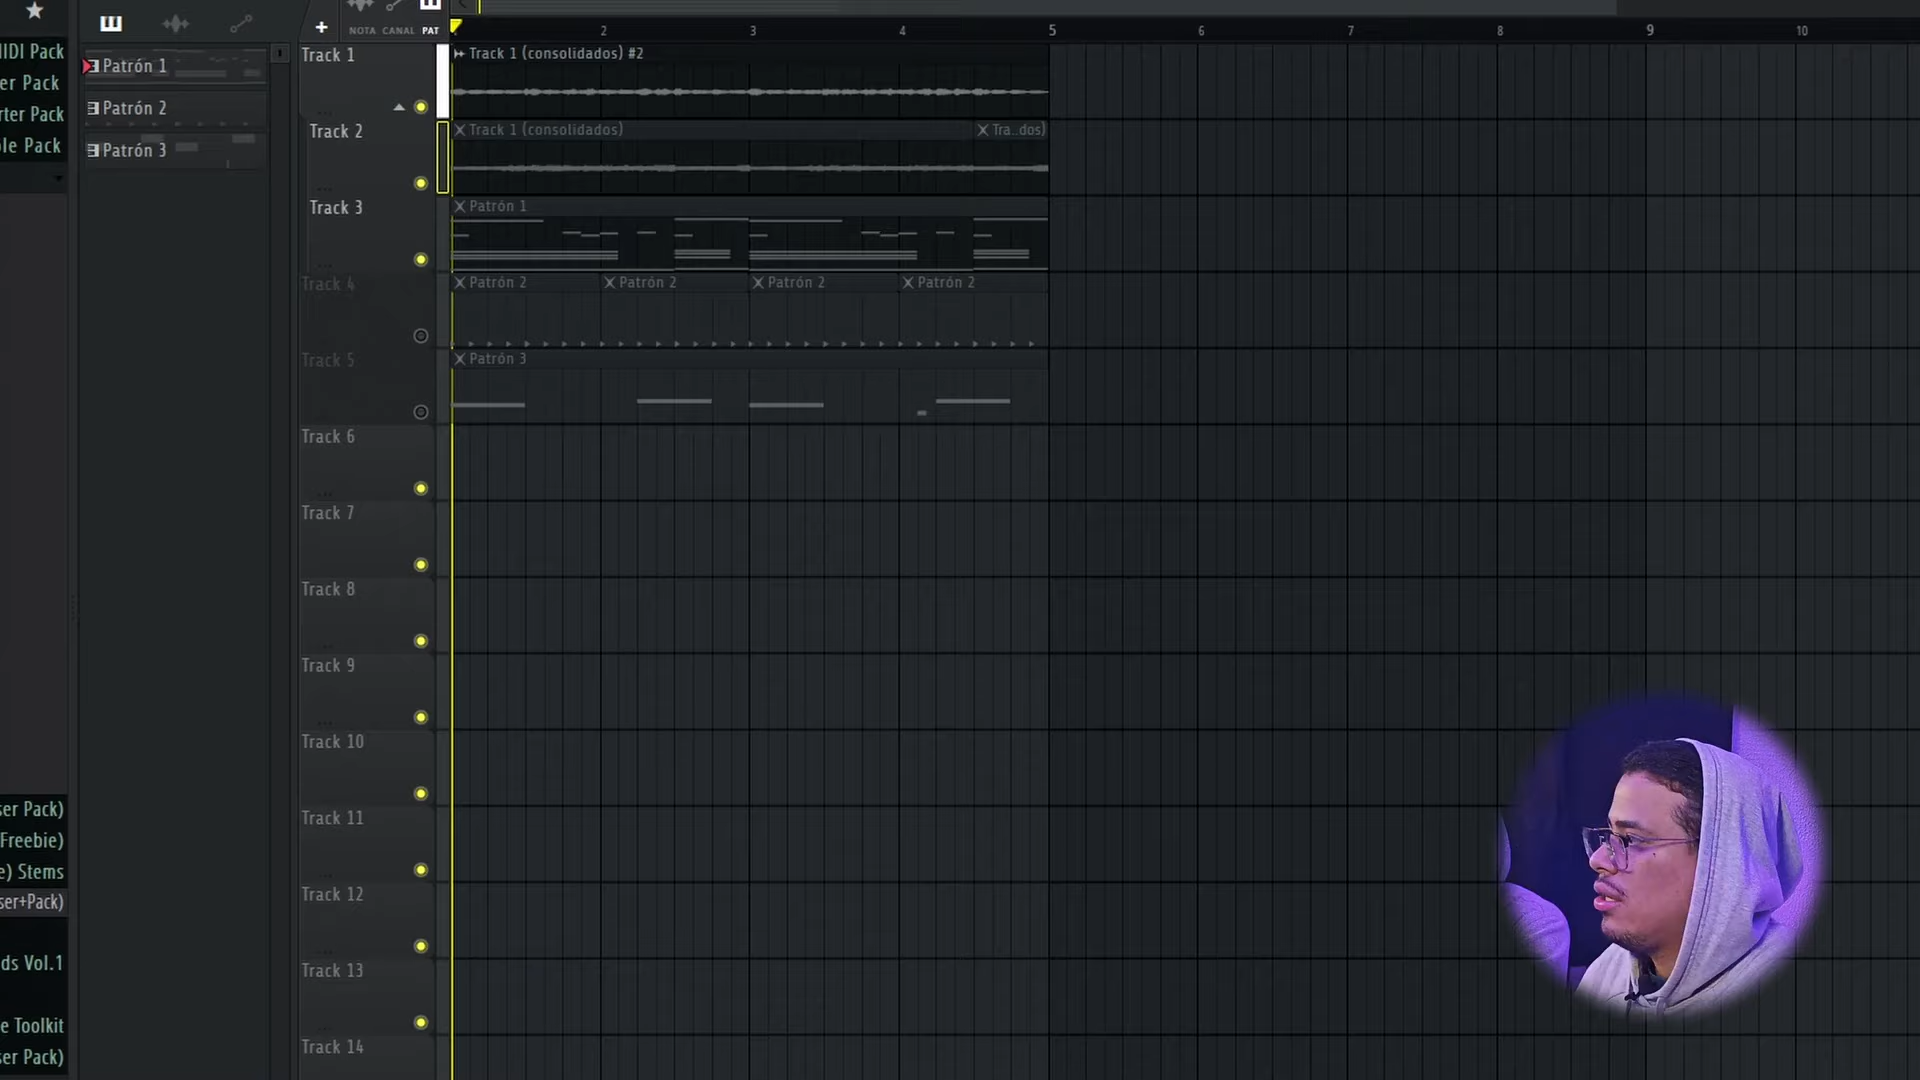 NOTA CANAL PAT
2 3 4 5 6 7 8 9 10
IDI Pack
er Pack
rter Pack
le Pack
Patrón 1
Patrón 2
Patrón 3
Track 1
Track 1 (consolidados) #2
Track 2
Track 1 (consolidados)
Tra..dos)
Track 3
Patrón 1
Track 4
Patrón 2
Patrón 2
Patrón 2
Patrón 2
Track 5
Patrón 3
Track 6
Track 7
Track 8
Track 9
Track 10
Track 11
Track 12
Track 13
Track 14
ser Pack)
Freebie)
e) Stems
ser+Pack)
ds Vol.1
e Toolkit
ser Pack)